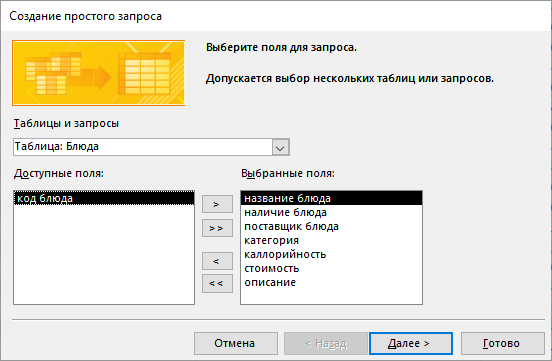 Создание простого запроса
Выберите поля для запроса.
Допускается выбор нескольких таблиц или запросов.
Таблицы и запросы
Таблица: Блюда
Доступные поля:
Выбранные поля:
код блюда
>
>>
<
<<
название блюда
наличие блюда
поставщик блюда
категория
каллорийность
стоимость
описание
Отмена
< Назад
Далее >
Готово